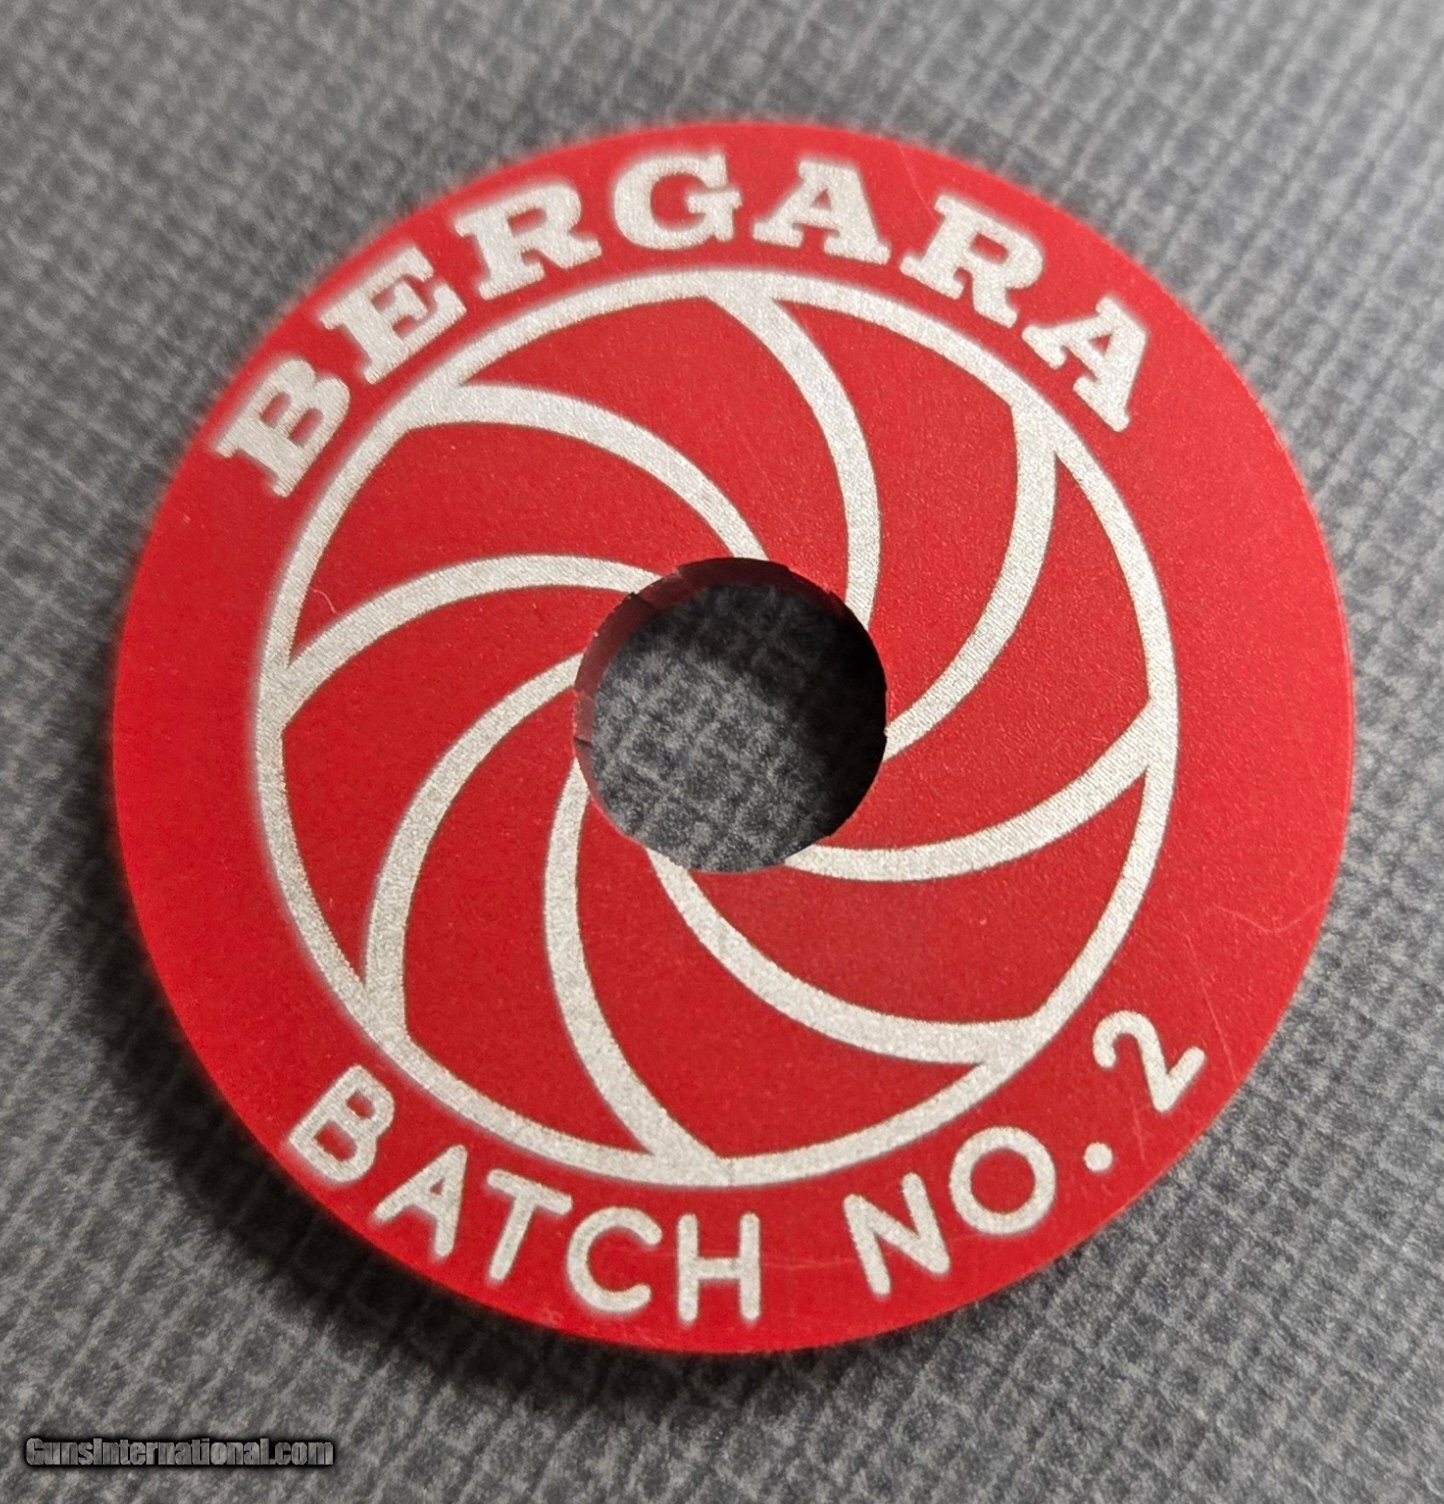 BERGARA
BATCH NO. 2
GunsInternational.com